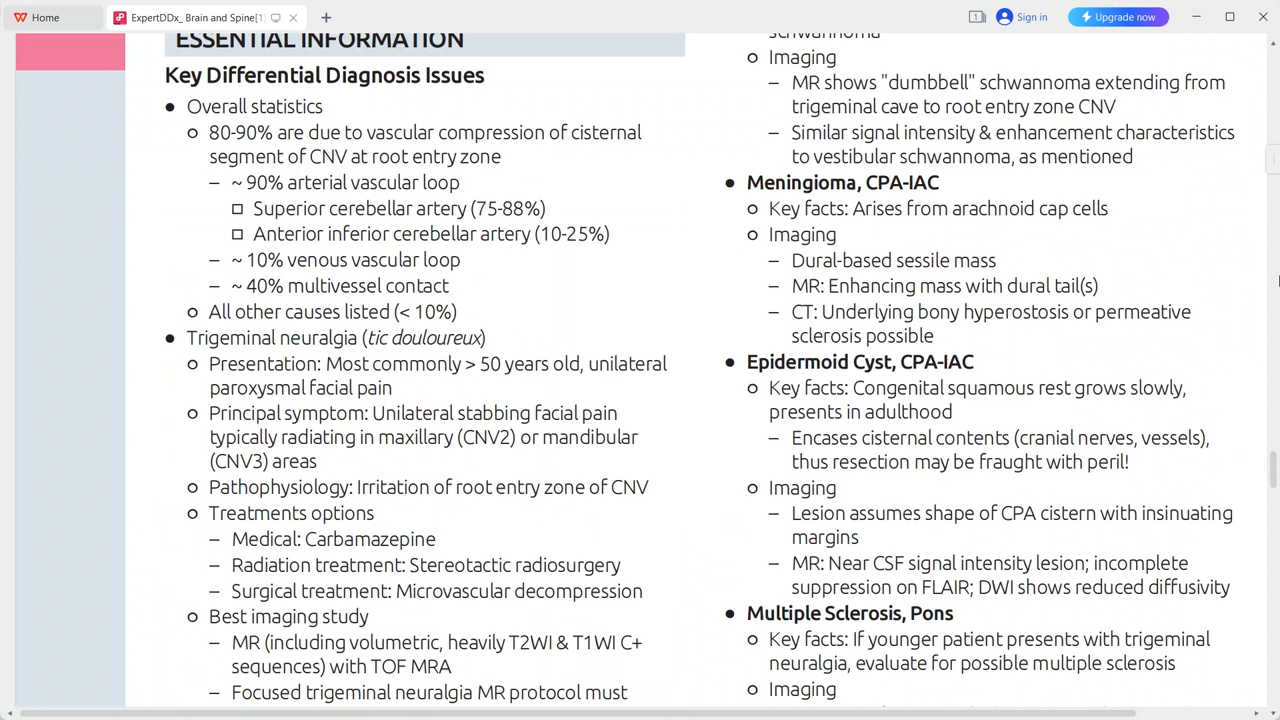 Home
ExpertDDx_ Brain and Spine[1]
1
Sign in
Upgrade now
ESSENTIAL INFORMATION
Key Differential Diagnosis Issues
● Overall statistics
○ 80-90% are due to vascular compression of cisternal
segment of CNV at root entry zone
– ~ 90% arterial vascular loop
□ Superior cerebellar artery (75-88%)
□ Anterior inferior cerebellar artery (10-25%)
– ~ 10% venous vascular loop
– ~ 40% multivessel contact
○ All other causes listed (< 10%)
● Trigeminal neuralgia (tic douloureux)
○ Presentation: Most commonly > 50 years old, unilateral
paroxysmal facial pain
○ Principal symptom: Unilateral stabbing facial pain
typically radiating in maxillary (CNV2) or mandibular
(CNV3) areas
○ Pathophysiology: Irritation of root entry zone of CNV
○ Treatments options
– Medical: Carbamazepine
– Radiation treatment: Stereotactic radiosurgery
– Surgical treatment: Microvascular decompression
○ Best imaging study
– MR (including volumetric, heavily T2WI & T1WI C+
sequences) with TOF MRA
– Focused trigeminal neuralgia MR protocol must
schwannoma
○ Imaging
– MR shows "dumbbell" schwannoma extending from
trigeminal cave to root entry zone CNV
– Similar signal intensity & enhancement characteristics
to vestibular schwannoma, as mentioned
● Meningioma, CPA-IAC
○ Key facts: Arises from arachnoid cap cells
○ Imaging
– Dural-based sessile mass
– MR: Enhancing mass with dural tail(s)
– CT: Underlying bony hyperostosis or permeative
sclerosis possible
● Epidermoid Cyst, CPA-IAC
○ Key facts: Congenital squamous rest grows slowly,
presents in adulthood
– Encases cisternal contents (cranial nerves, vessels),
thus resection may be fraught with peril!
○ Imaging
– Lesion assumes shape of CPA cistern with insinuating
margins
– MR: Near CSF signal intensity lesion; incomplete
suppression on FLAIR; DWI shows reduced diffusivity
● Multiple Sclerosis, Pons
○ Key facts: If younger patient presents with trigeminal
neuralgia, evaluate for possible multiple sclerosis
○ Imaging